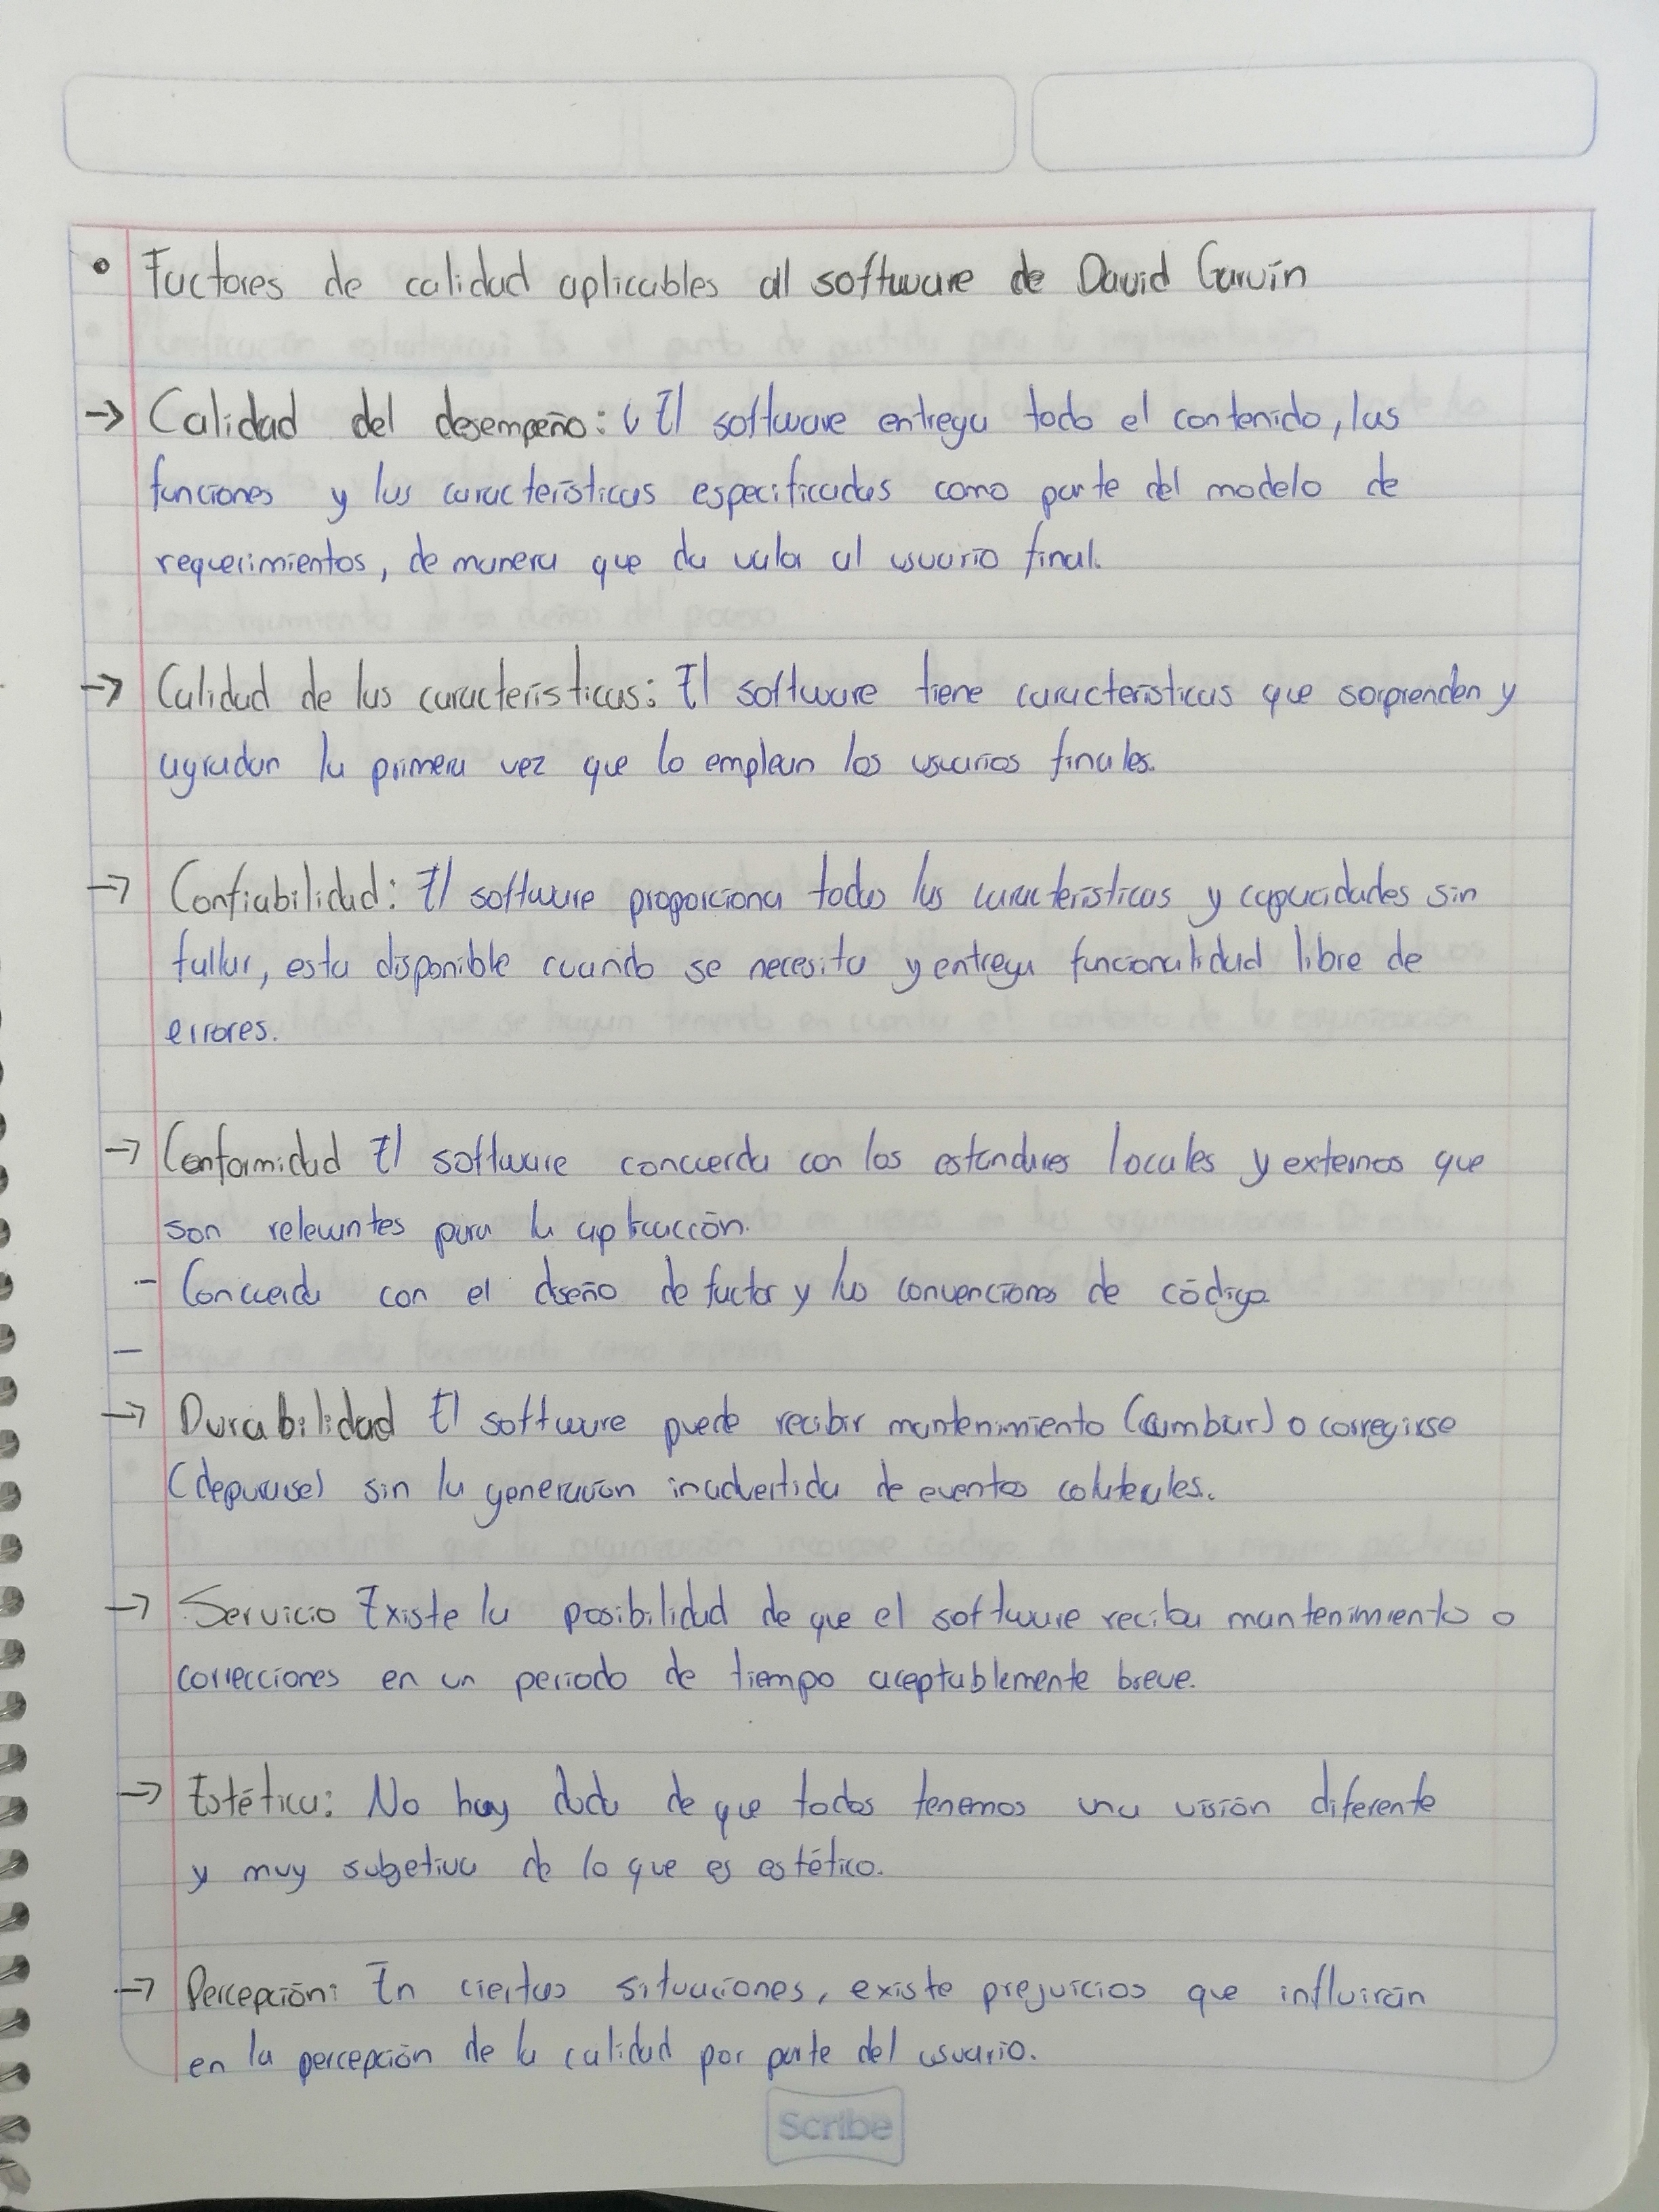 • Factores de calidad aplicables al software de David Garvin
→ Calidad del desempeño: ¿El software entrega todo el contenido, las
funciones y las características especificadas como parte del modelo de
requerimientos, de manera que da valor al usuario final.
→ Calidad de las características: El software tiene características que sorprenden y
agradan la primera vez que lo emplean los usuarios finales.
→ Confiabilidad: El software proporciona todas las características y capacidades sin
fallar, esta disponible cuando se necesita y entrega funcionalidad libre de
errores.
→ Conformidad El software concuerda con los estandares locales y externos que
son relevantes para la aplicación.
- Concuerda con el diseño de factor y las convenciones de código
-
→ Durabilidad El software puede recibir mantenimiento (cambiar) o corregirse
(depurarse) sin la generación inadvertida de eventos colaterales.
→ Servicio Existe la posibilidad de que el software reciba mantenimiento o
correcciones en un periodo de tiempo aceptablemente breve.
→ Estética: No hay duda de que todos tenemos una visión diferente
y muy subjetiva de lo que es estético.
→ Percepción: En ciertas situaciones, existe prejuicios que influirán
en la percepción de la calidad por parte del usuario.
Scribe